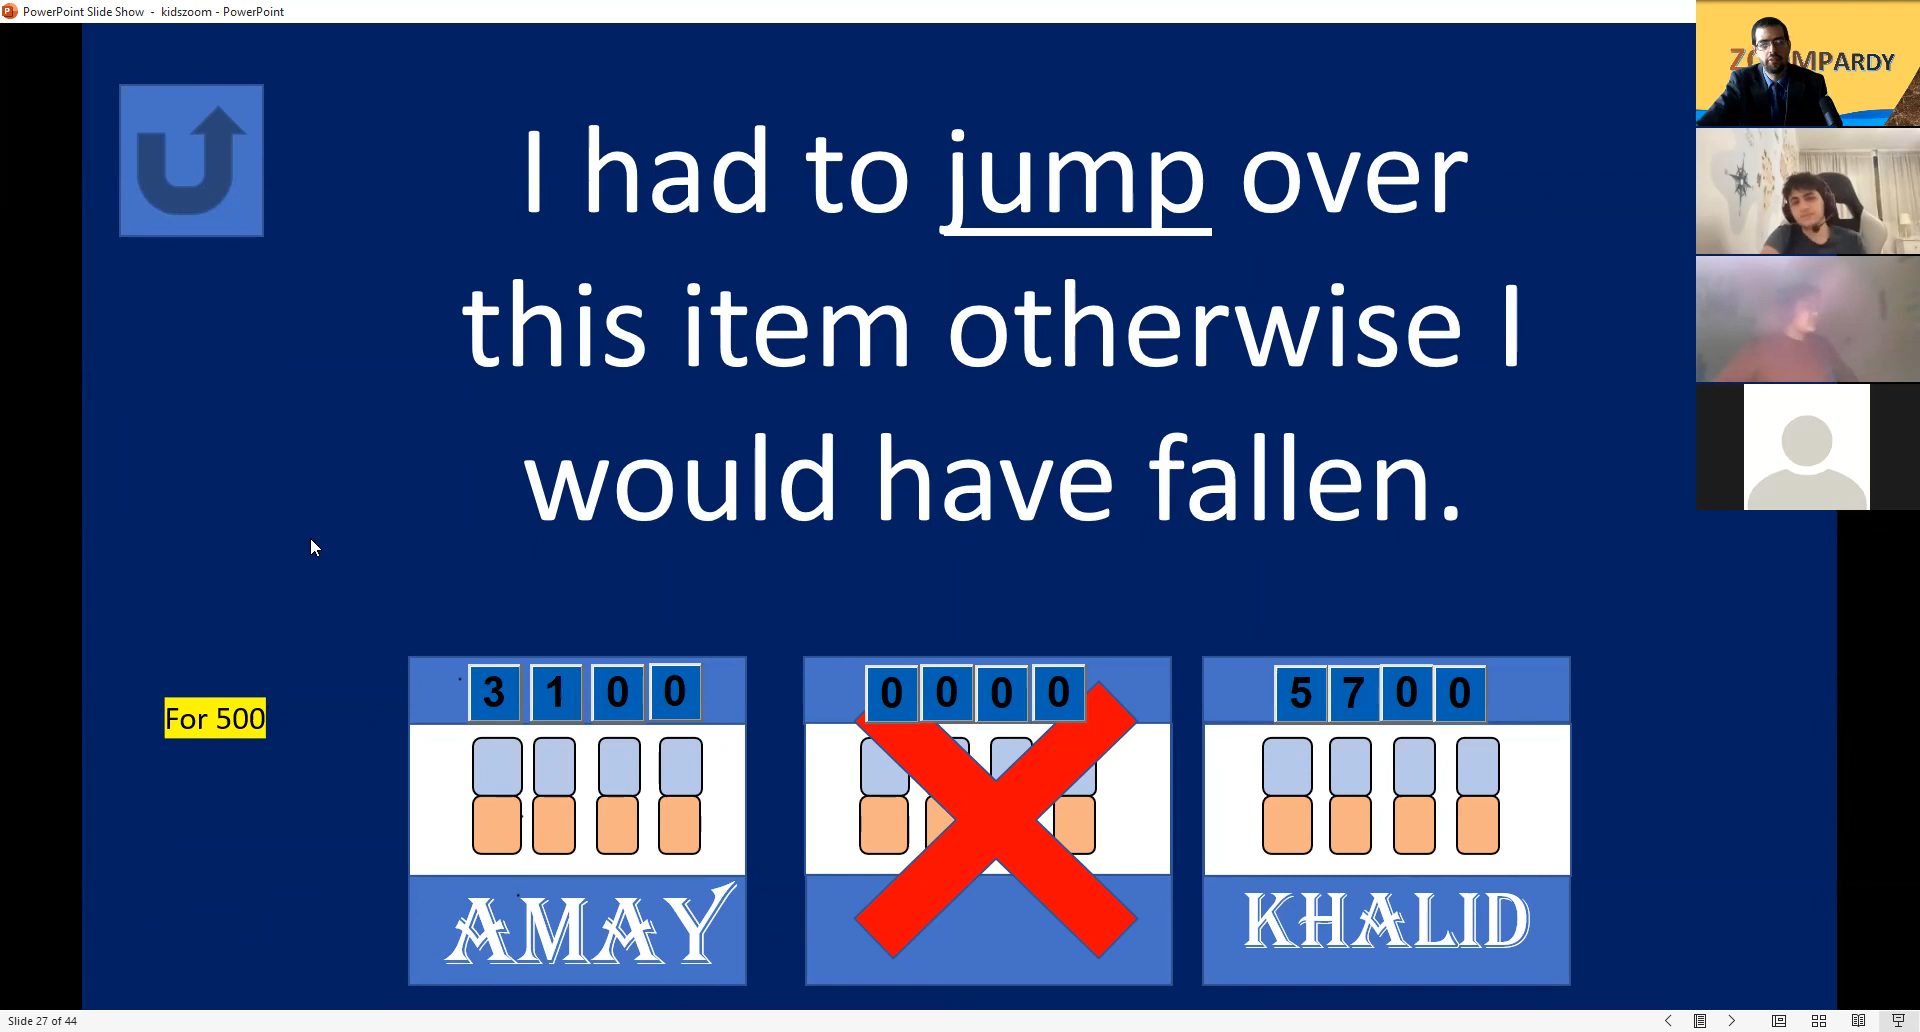 PowerPoint Slide Show - kidszoom - PowerPoint
I had to jump over
this item otherwise I
would have fallen.
For 500
3 1 0 0
0 0 0 0
5 7 0 0
AMAY
KHALID
MPARDY
Slide 27 of 44